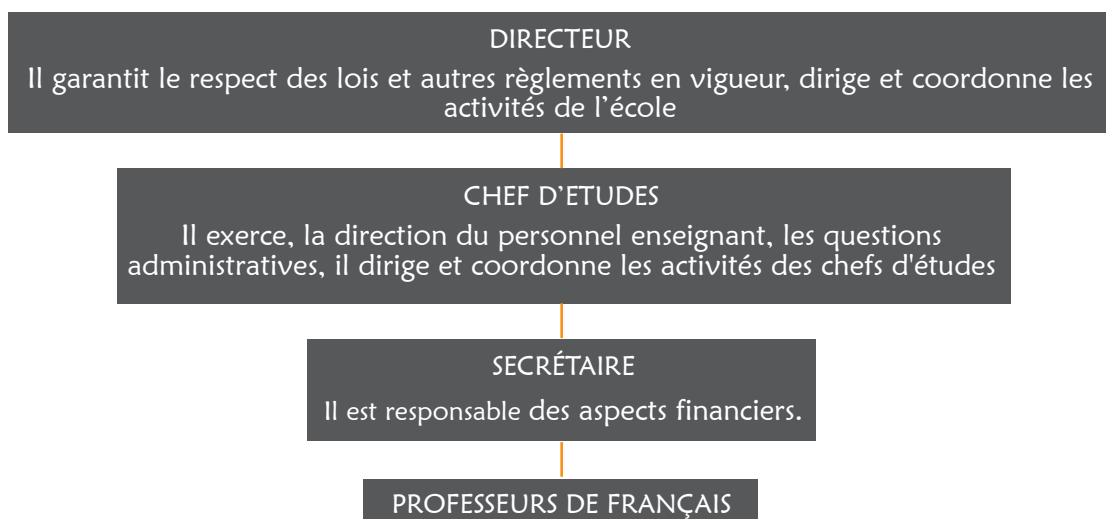 DIRECTEUR
Il garantit le respect des lois et autres règlements en vigueur, dirige et coordonne les
activités de l’école
CHEF D’ETUDES
Il exerce, la direction du personnel enseignant, les questions
administratives, il dirige et coordonne les activités des chefs d'études
SECRÉTAIRE
Il est responsable des aspects financiers.
PROFESSEURS DE FRANÇAIS